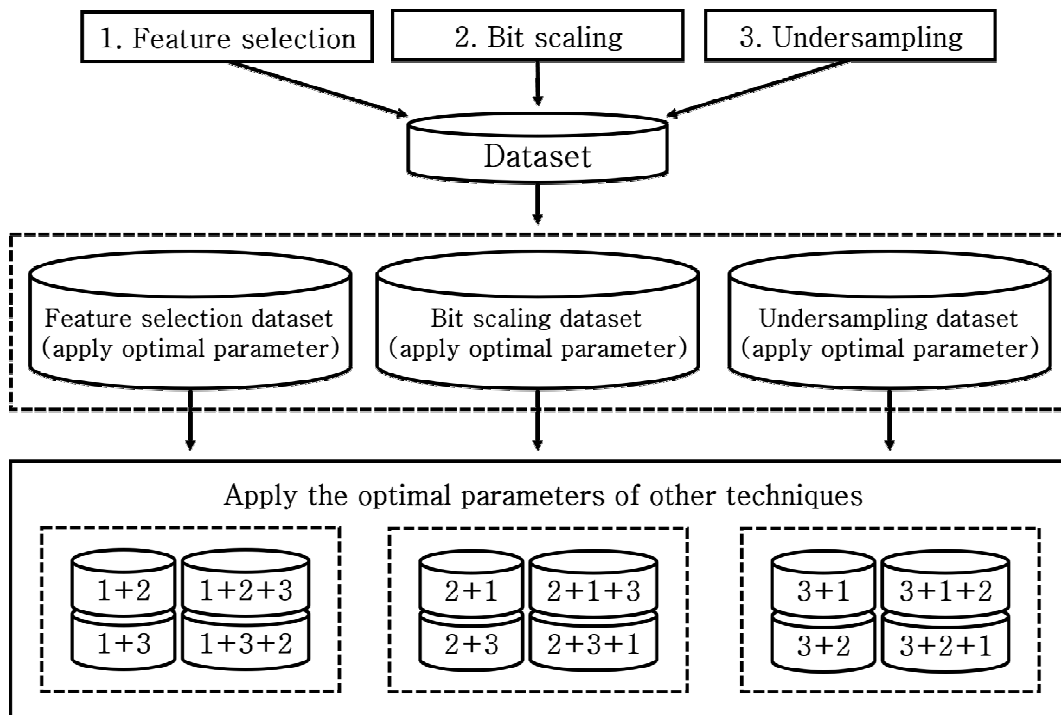 1. Feature selection
2. Bit scaling
3. Undersampling
Dataset
Feature selection dataset
(apply optimal parameter)
Bit scaling dataset
(apply optimal parameter)
Undersampling dataset
(apply optimal parameter)
Apply the optimal parameters of other techniques
1+2
1+2+3
1+3
1+3+2
2+1
2+1+3
2+3
2+3+1
3+1
3+1+2
3+2
3+2+1